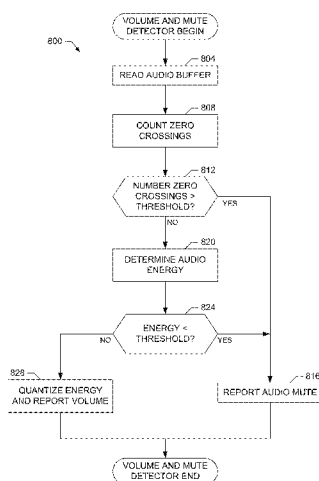 VOLUME AND MUTE
DETECTOR BEGIN
800
804
READ AUDIO BUFFER
808
COUNT ZERO
CROSSINGS
812
NUMBER ZERO
CROSSINGS >
THRESHOLD?
YES
NO
820
DETERMINE AUDIO
ENERGY
824
ENERGY <
THRESHOLD?
NO
YES
828
QUANTIZE ENERGY
AND REPORT VOLUME
816
REPORT AUDIO MUTE
VOLUME AND MUTE
DETECTOR END